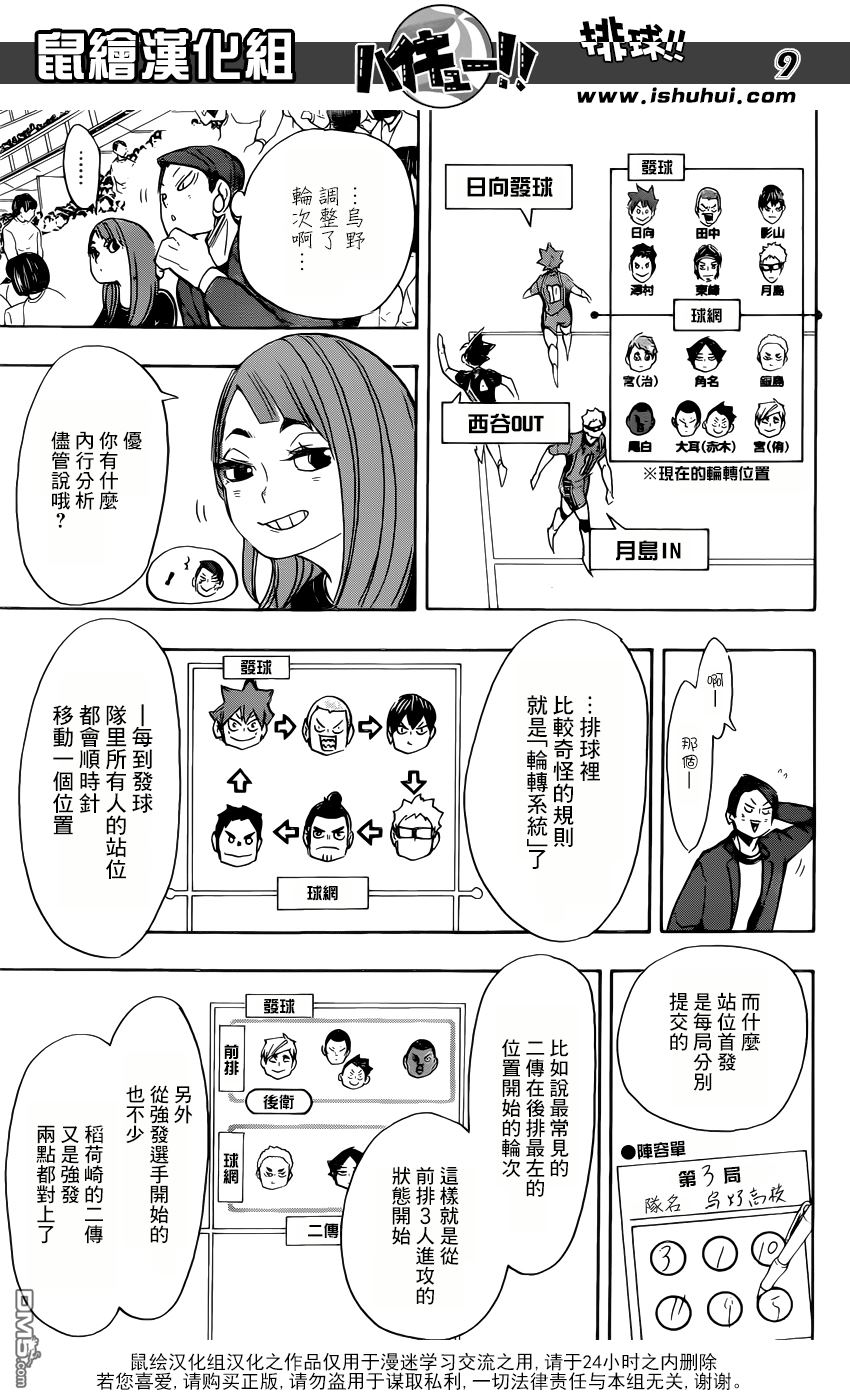 鼠繪漢化組
ハイキュー!!
排球!!
9
www.ishuhui.com
日向發球
發球
日向
田中
影山
澤村
東峰
月島
球網
宮(治)
角名
飯島
尾白
大耳(赤木)
宮(侑)
※現在的輪轉位置
10
4
西谷OUT
月島IN
…烏野
調整了
輪次啊…
……
優
你有什麼
內行分析
儘管說哦?
啊ー
那個ー
…排球裡
比較奇怪的規則
就是「輪轉系統」了
發球
球網
ー每到發球
隊里所有人的站位
都會順時針
移動一個位置
而什麼
站位首發
是每局分別
提交的
●陣容單
第3局
隊名 烏野高校
3 1 10
11 4 5
比如說最常見的
二傳在後排最左的
位置開始的輪次
這樣就是從
前排3人進攻的
狀態開始
發球
前排
後衛
球網
二傳
另外
從強發選手開始的
也不少
稻荷崎的二傳
又是強發
兩點都對上了
DM5.com
鼠绘汉化组汉化之作品仅用于漫迷学习交流之用, 请于24小时之内删除
若您喜爱, 请购买正版, 请勿盗用于谋取私利, 一切法律责任与本组无关, 谢谢。